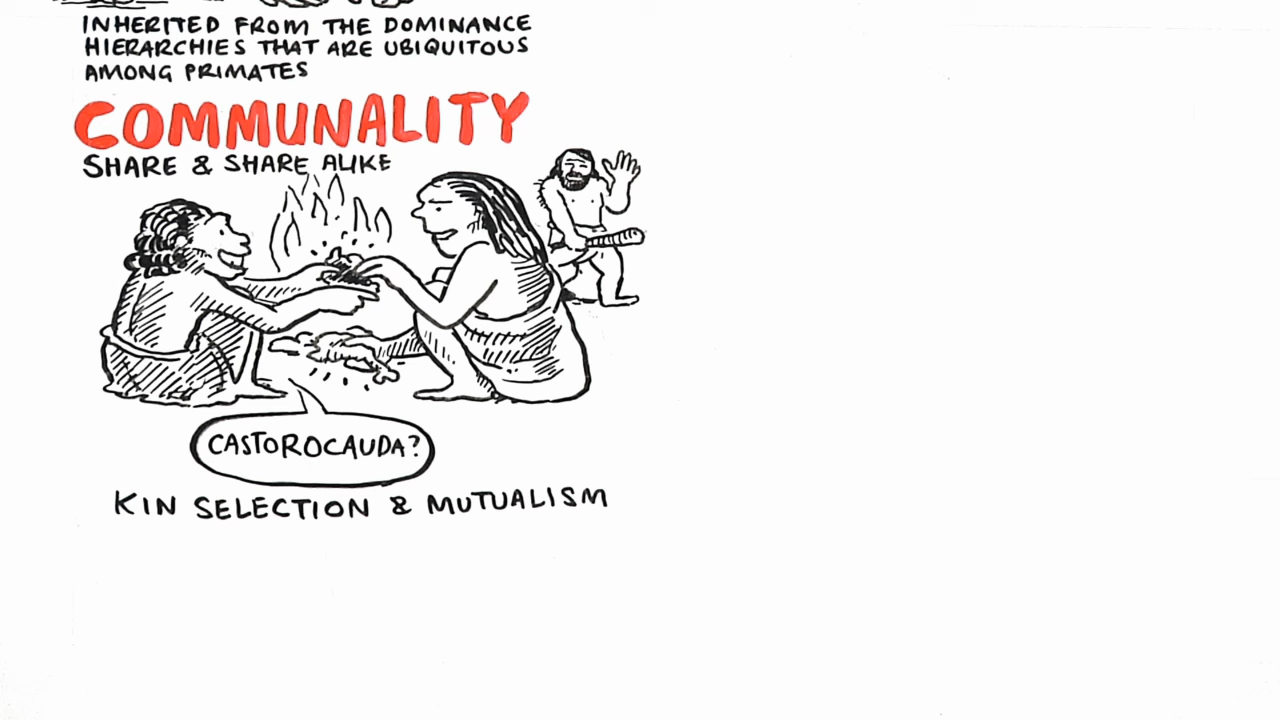 INHERITED FROM THE DOMINANCE
HIERARCHIES THAT ARE UBIQUITOUS
AMONG PRIMATES
COMMUNALITY
SHARE & SHARE ALIKE
CASTOROCAUDA?
KIN SELECTION & MUTUALISM